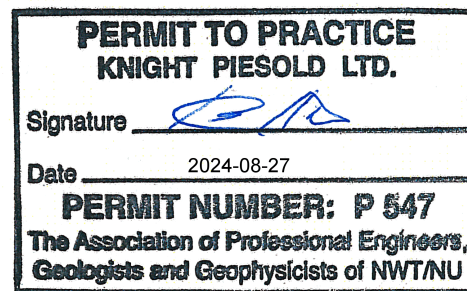 PERMIT TO PRACTICE
KNIGHT PIESOLD LTD.
Signature
Date 2024-08-27
PERMIT NUMBER: P 547
The Association of Professional Engineers,
Geologists and Geophysicists of NWT/NU